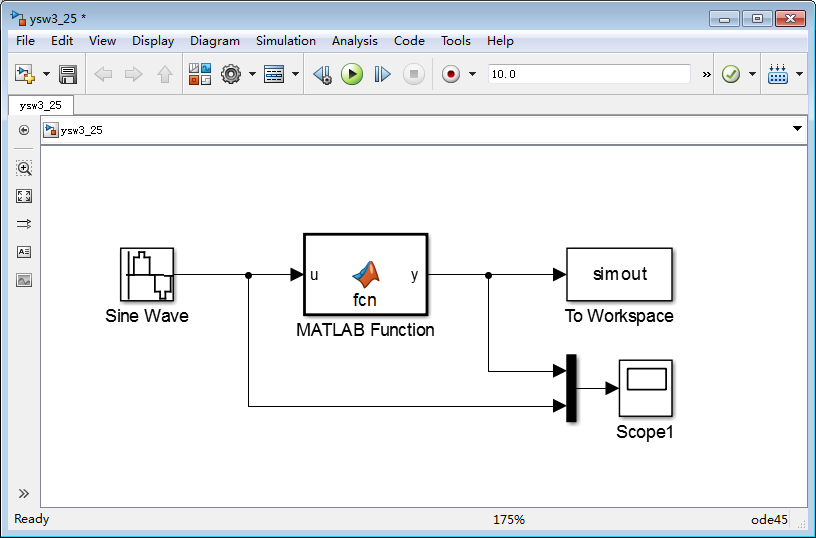 ysw3_25 *
File Edit View Display Diagram Simulation Analysis Code Tools Help
10.0 »
ysw3_25
ysw3_25
u y
fcn
simout
Sine Wave
MATLAB Function
To Workspace
Scope1
Ready 175% ode45